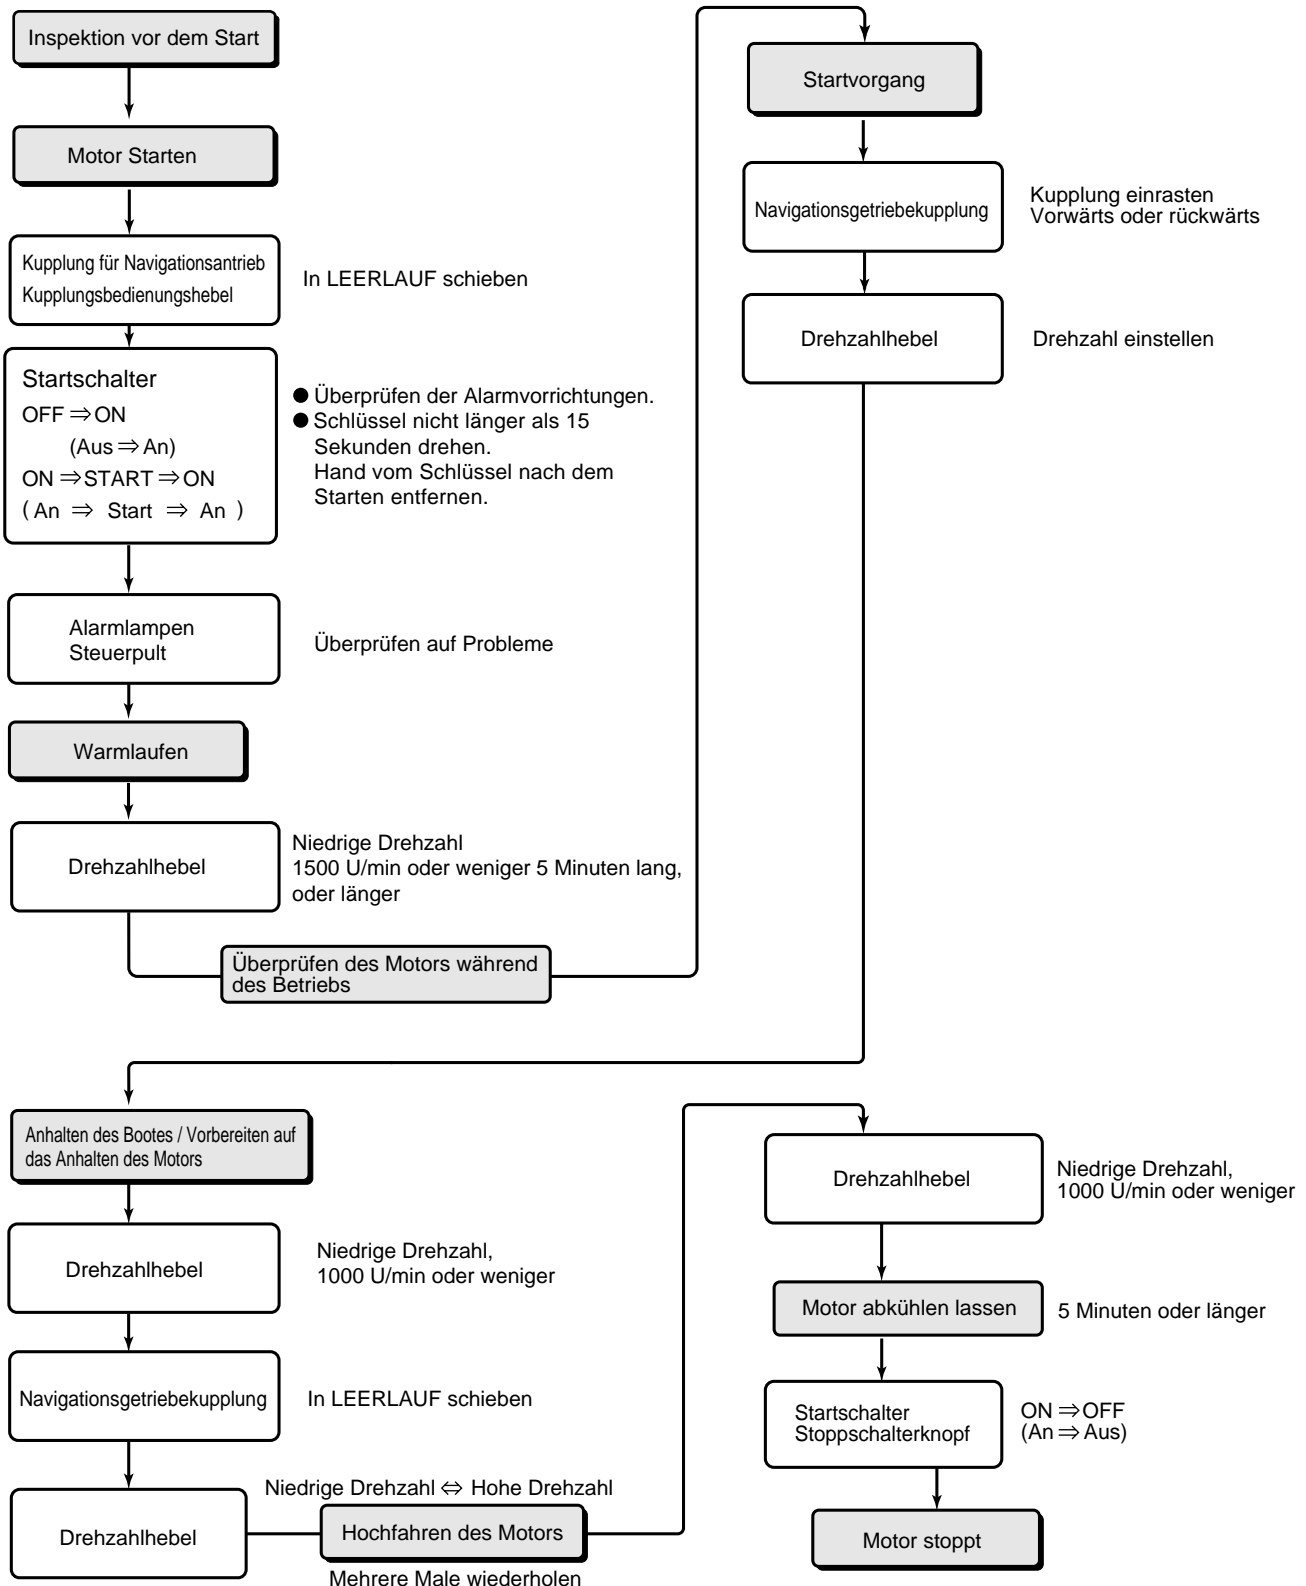 Inspektion vor dem Start
Motor Starten
Kupplung für Navigationsantrieb
Kupplungsbedienungshebel
In LEERLAUF schieben
Startschalter
OFF ⇒ ON
(Aus ⇒ An)
ON ⇒ START ⇒ ON
( An ⇒ Start ⇒ An )
● Überprüfen der Alarmvorrichtungen.
● Schlüssel nicht länger als 15
Sekunden drehen.
Hand vom Schlüssel nach dem
Starten entfernen.
Alarmlampen
Steuerpult
Überprüfen auf Probleme
Warmlaufen
Drehzahlhebel
Niedrige Drehzahl
1500 U/min oder weniger 5 Minuten lang,
oder länger
Überprüfen des Motors während
des Betriebs
Startvorgang
Navigationsgetriebekupplung
Kupplung einrasten
Vorwärts oder rückwärts
Drehzahlhebel
Drehzahl einstellen
Anhalten des Bootes / Vorbereiten auf
das Anhalten des Motors
Drehzahlhebel
Niedrige Drehzahl,
1000 U/min oder weniger
Navigationsgetriebekupplung
In LEERLAUF schieben
Drehzahlhebel
Niedrige Drehzahl ⇔ Hohe Drehzahl
Hochfahren des Motors
Mehrere Male wiederholen
Drehzahlhebel
Niedrige Drehzahl,
1000 U/min oder weniger
Motor abkühlen lassen
5 Minuten oder länger
Startschalter
Stoppschalterknopf
ON ⇒ OFF
(An ⇒ Aus)
Motor stoppt